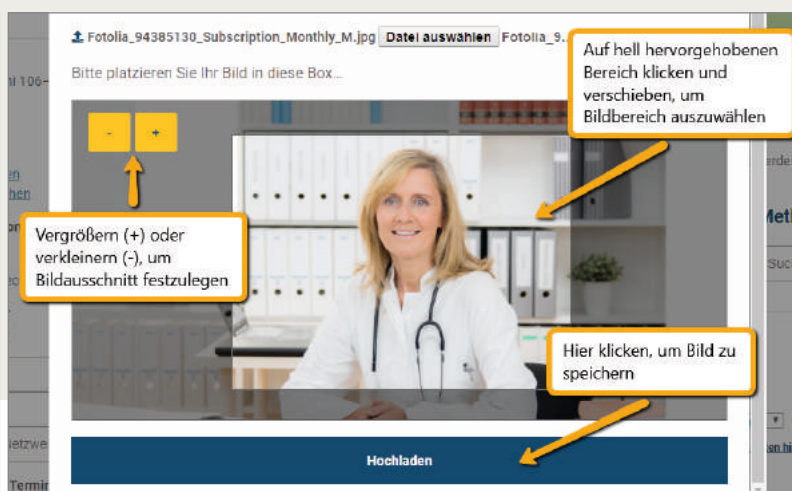 Fotolia_94385130_Subscription_Monthly_M.jpg Datei auswählen Fotolia_9...
Bitte platzieren Sie Ihr Bild in diese Box...
Auf hell hervorgehobenen
Bereich klicken und
verschieben, um
Bildbereich auszuwählen
- +
Vergrößern (+) oder
verkleinern (-), um
Bildausschnitt festzulegen
Hier klicken, um Bild zu
speichern
Hochladen